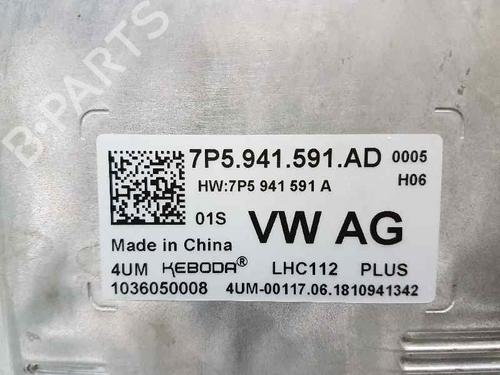 B-PARTS
7P5.941.591.AD 0005
HW:7P5 941 591 A H06
01S VW AG
Made in China
4UM KEBODA® LHC112 PLUS
1036050008 4UM-00117.06.1810941342